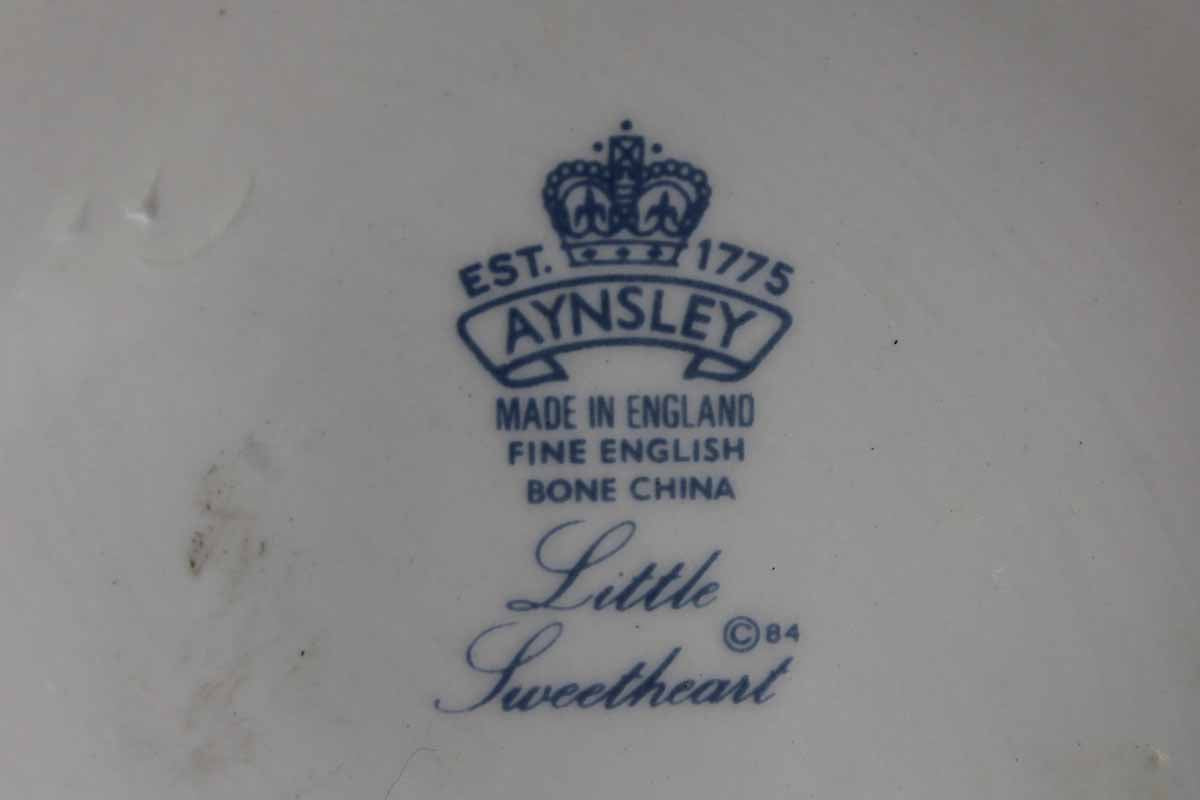 EST. 1775
AYNSLEY
MADE IN ENGLAND
FINE ENGLISH
BONE CHINA
Little
©84
Sweetheart